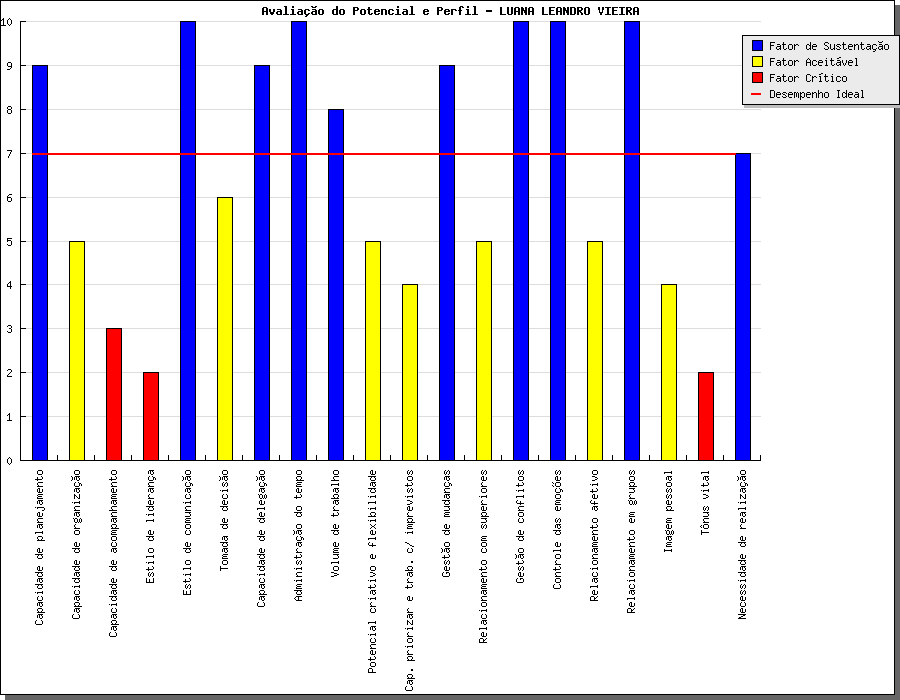 Avaliação do Potencial e Perfil - LUANA LEANDRO VIEIRA
Fator de Sustentação
Fator Aceitável
Fator Crítico
Desempenho Ideal
10
9
8
7
6
5
4
3
2
1
0
Capacidade de planejamento
Capacidade de organização
Capacidade de acompanhamento
Estilo de liderança
Estilo de comunicação
Tomada de decisão
Capacidade de delegação
Administração do tempo
Volume de trabalho
Potencial criativo e flexibilidade
Cap. priorizar e trab. c/ imprevistos
Gestão de mudanças
Relacionamento com superiores
Gestão de conflitos
Controle das emoções
Relacionamento afetivo
Relacionamento em grupos
Imagem pessoal
Tônus vital
Necessidade de realização